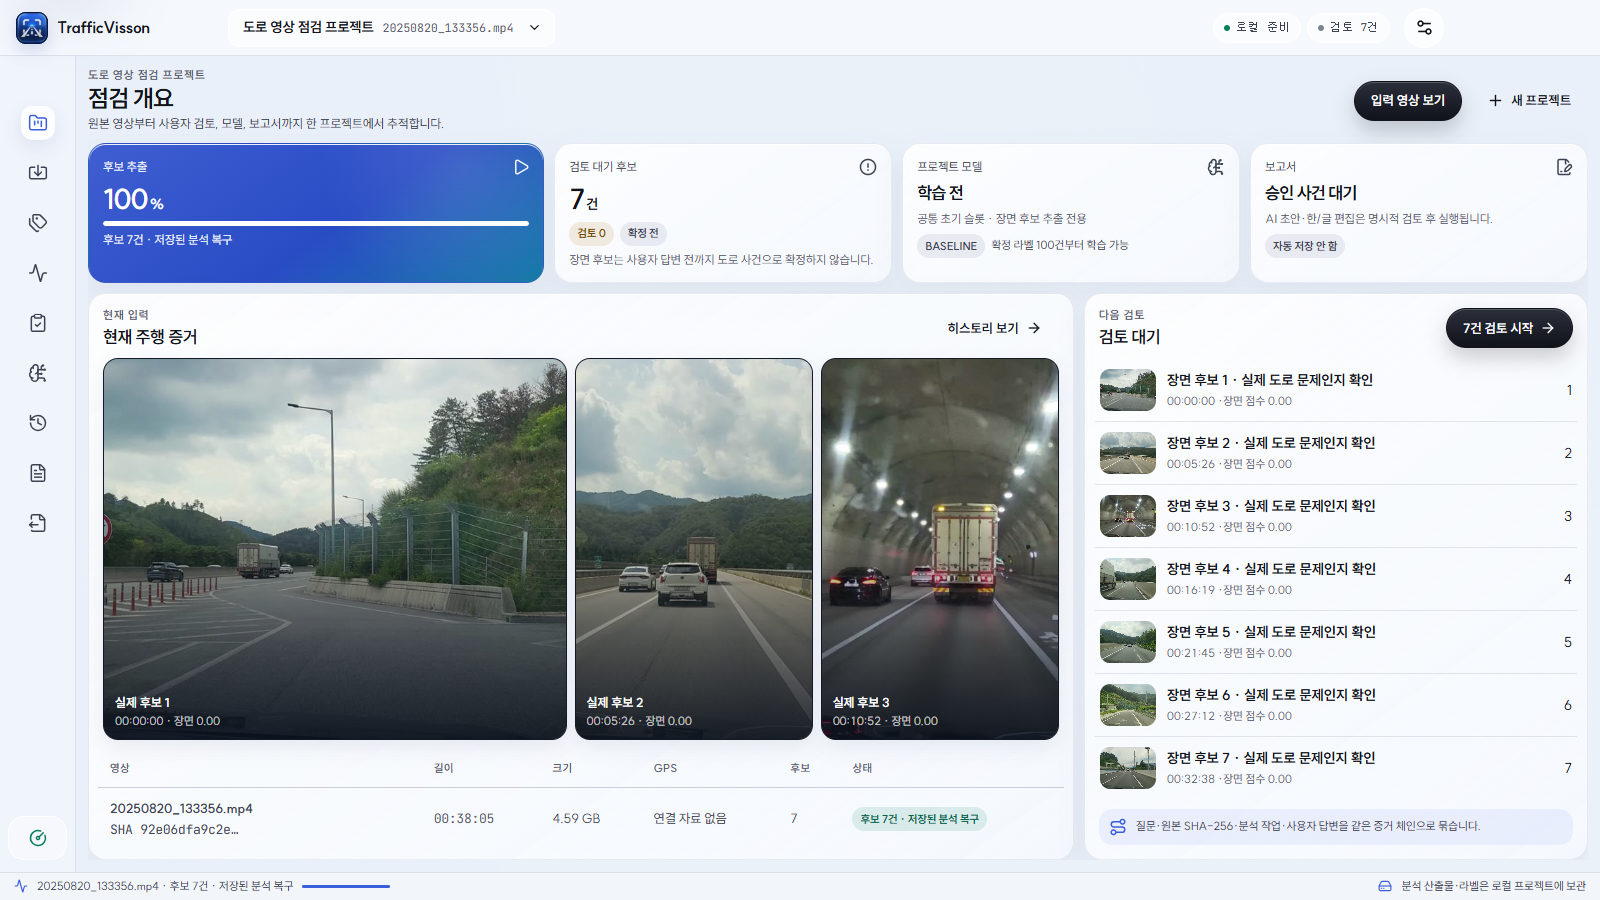 TrafficVisson
도로 영상 점검 프로젝트 20250820_133356.mp4
로컬 준비
검토 7건
도로 영상 점검 프로젝트
점검 개요
원본 영상부터 사용자 검토, 모델, 보고서까지 한 프로젝트에서 추적합니다.
입력 영상 보기
새 프로젝트
후보 추출
100%
후보 7건 · 저장된 분석 복구
검토 대기 후보
7건
검토 0 확정 전
장면 후보는 사용자 답변 전까지 도로 사건으로 확정하지 않습니다.
프로젝트 모델
학습 전
공통 초기 슬롯 · 장면 후보 추출 전용
BASELINE 확정 라벨 100건부터 학습 가능
보고서
승인 사건 대기
AI 초안·한/글 편집은 명시적 검토 후 실행됩니다.
자동 저장 안 함
현재 입력
현재 주행 증거
히스토리 보기
실제 후보 1
00:00:00 · 장면 0.00
실제 후보 2
00:05:26 · 장면 0.00
실제 후보 3
00:10:52 · 장면 0.00
영상 길이 크기 GPS 후보 상태
20250820_133356.mp4
SHA 92e06dfa9c2e…
00:38:05 4.59 GB 연결 자료 없음 7 후보 7건 · 저장된 분석 복구
다음 검토
검토 대기
7건 검토 시작
장면 후보 1 · 실제 도로 문제인지 확인
00:00:00 · 장면 점수 0.00
1
장면 후보 2 · 실제 도로 문제인지 확인
00:05:26 · 장면 점수 0.00
2
장면 후보 3 · 실제 도로 문제인지 확인
00:10:52 · 장면 점수 0.00
3
장면 후보 4 · 실제 도로 문제인지 확인
00:16:19 · 장면 점수 0.00
4
장면 후보 5 · 실제 도로 문제인지 확인
00:21:45 · 장면 점수 0.00
5
장면 후보 6 · 실제 도로 문제인지 확인
00:27:12 · 장면 점수 0.00
6
장면 후보 7 · 실제 도로 문제인지 확인
00:32:38 · 장면 점수 0.00
7
질문·원본 SHA-256·분석 작업·사용자 답변을 같은 증거 체인으로 묶습니다.
20250820_133356.mp4 · 후보 7건 · 저장된 분석 복구
분석 산출물·라벨은 로컬 프로젝트에 보관